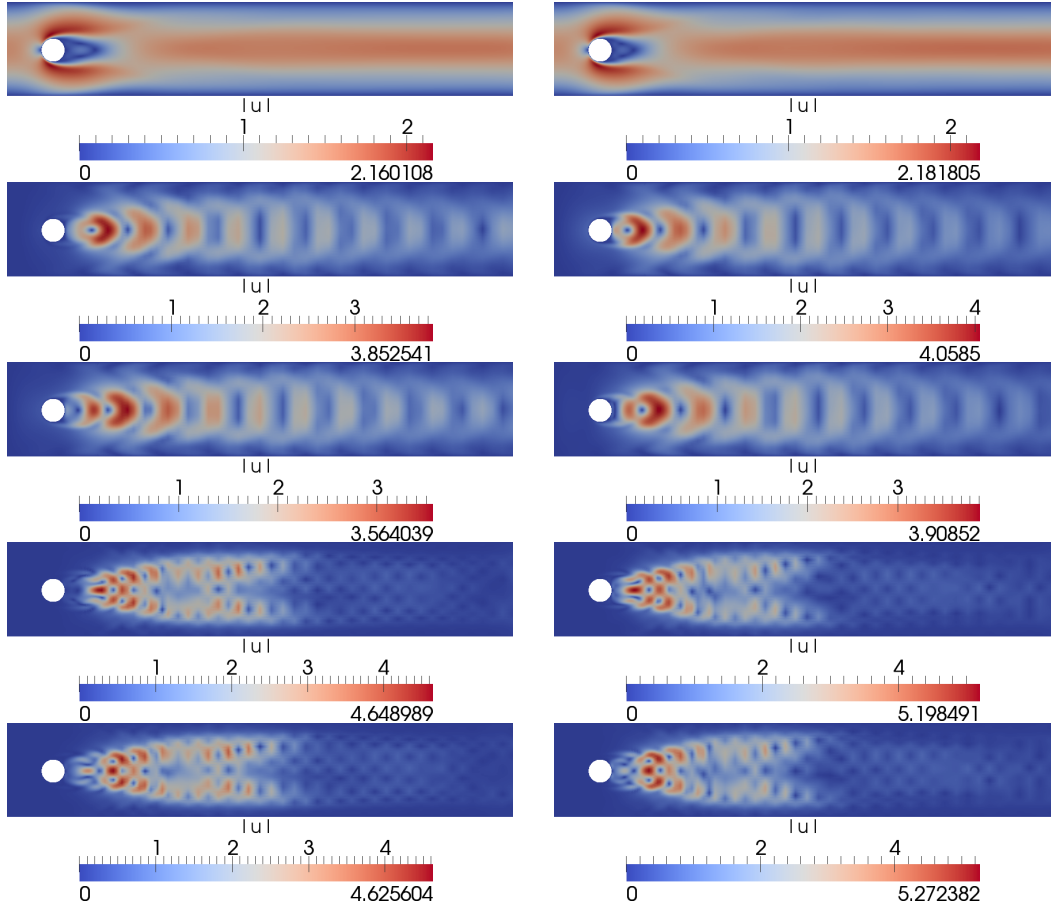 |u| |u|
1 2 1 2
0 2.160108 0 2.181805
|u| |u|
1 2 3 1 2 3 4
0 3.852541 0 4.0585
|u| |u|
1 2 3 1 2 3
0 3.564039 0 3.90852
|u| |u|
1 2 3 4 2 4
0 4.648989 0 5.198491
|u| |u|
1 2 3 4 2 4
0 4.625604 0 5.272382